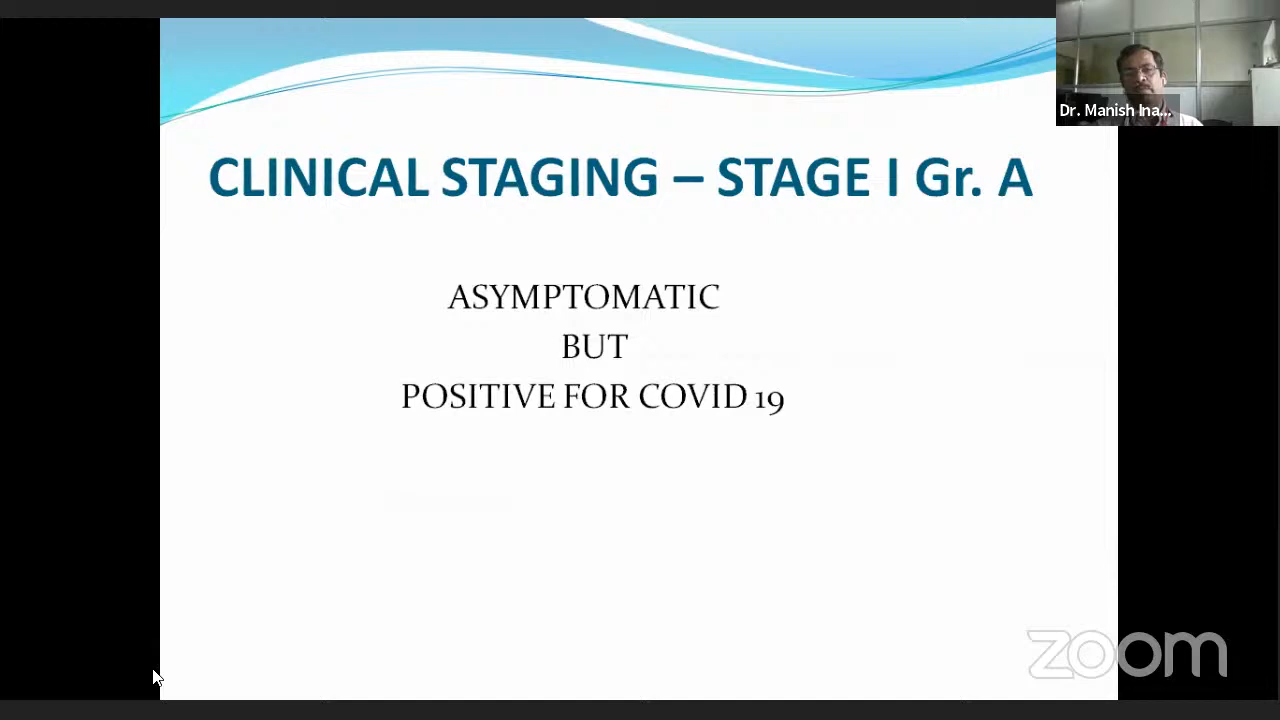 Dr. Manish Ina...
CLINICAL STAGING – STAGE I Gr. A
ASYMPTOMATIC
BUT
POSITIVE FOR COVID 19
zoom